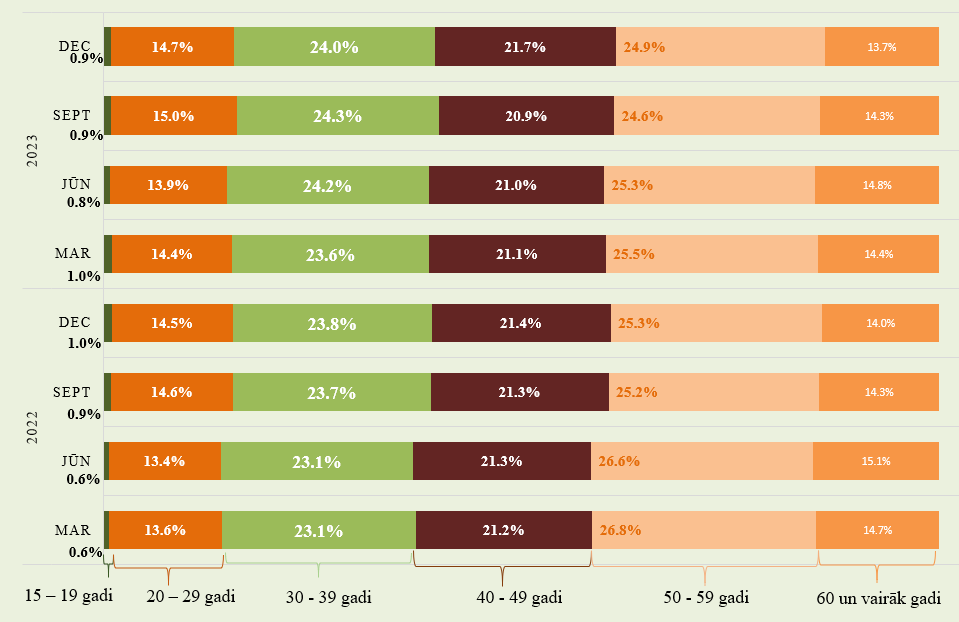 2023
DEC
0.9% 14.7% 24.0% 21.7% 24.9% 13.7%
SEPT
0.9% 15.0% 24.3% 20.9% 24.6% 14.3%
JŪN
0.8% 13.9% 24.2% 21.0% 25.3% 14.8%
MAR
1.0% 14.4% 23.6% 21.1% 25.5% 14.4%
2022
DEC
1.0% 14.5% 23.8% 21.4% 25.3% 14.0%
SEPT
0.9% 14.6% 23.7% 21.3% 25.2% 14.3%
JŪN
0.6% 13.4% 23.1% 21.3% 26.6% 15.1%
MAR
0.6% 13.6% 23.1% 21.2% 26.8% 14.7%
15 – 19 gadi 20 – 29 gadi 30 - 39 gadi 40 - 49 gadi 50 - 59 gadi 60 un vairāk gadi